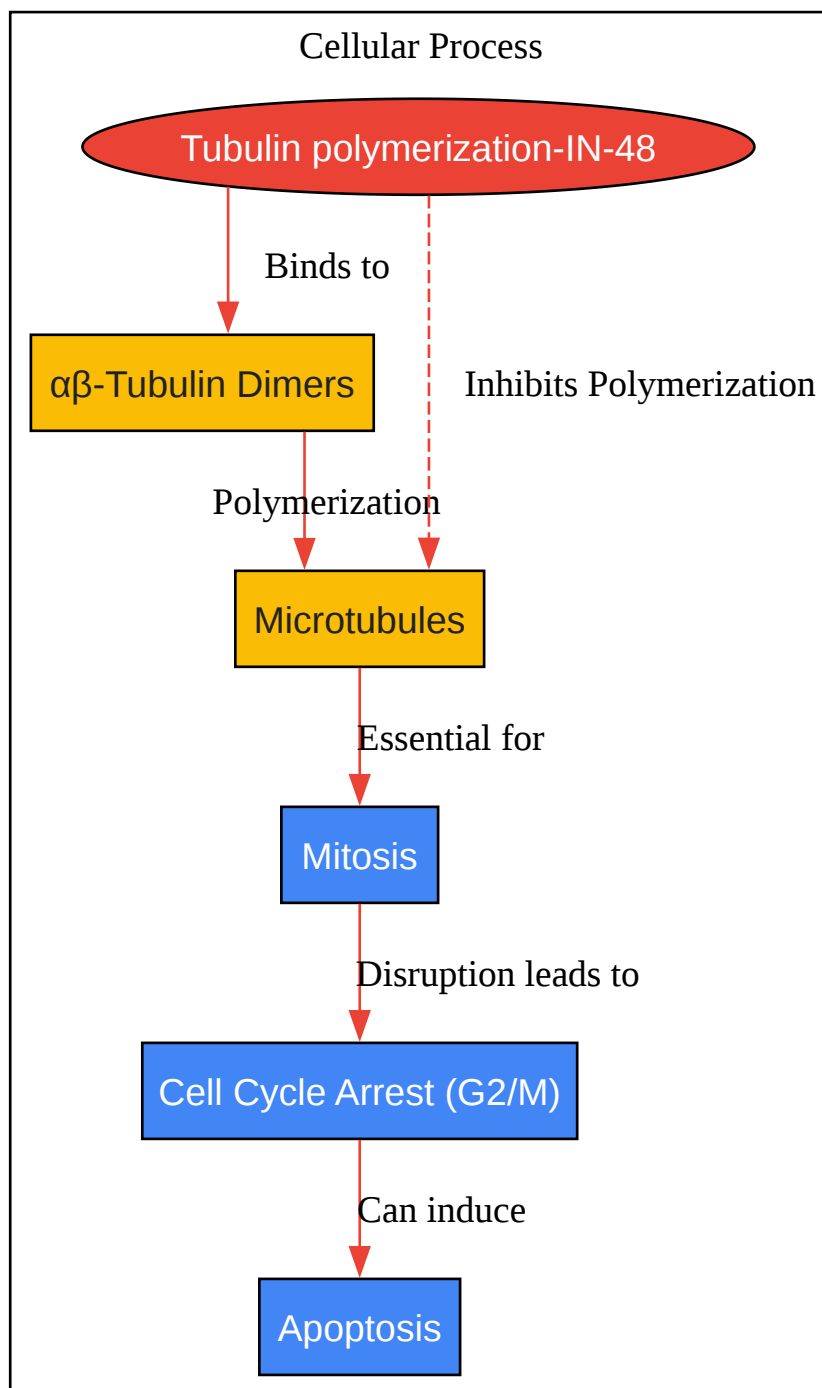 Cellular Process
Tubulin polymerization-IN-48
Binds to
αβ-Tubulin Dimers
Inhibits Polymerization
Polymerization
Microtubules
Essential for
Mitosis
Disruption leads to
Cell Cycle Arrest (G2/M)
Can induce
Apoptosis